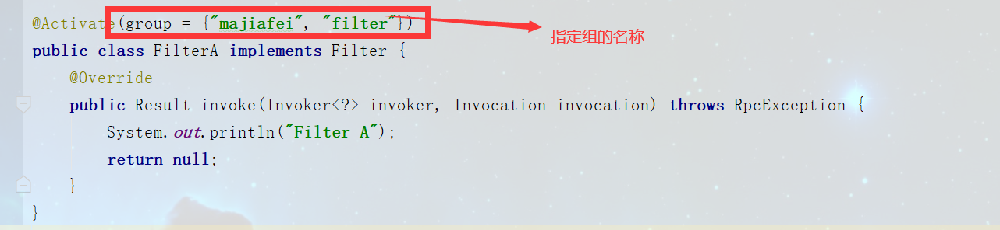 @Activate(group = {"majiafei", "filter"})
指定组的名称
public class FilterA implements Filter {
@Override
public Result invoke(Invoker<?> invoker, Invocation invocation) throws RpcException {
System.out.println("Filter A");
return null;
}
}